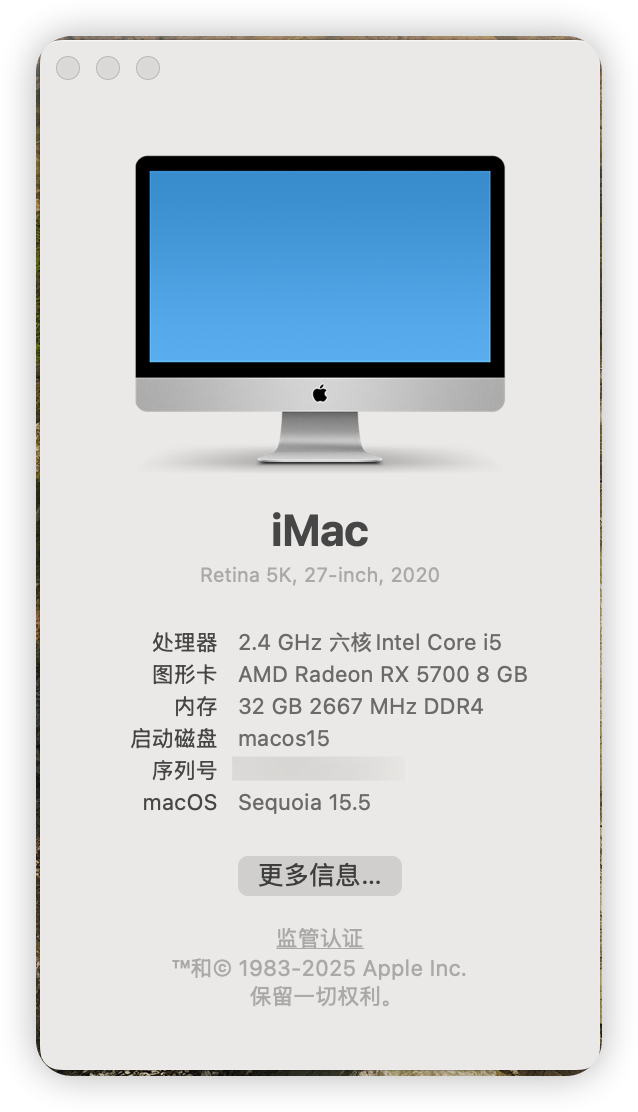 iMac
Retina 5K, 27-inch, 2020
处理器 2.4 GHz 六核Intel Core i5
图形卡 AMD Radeon RX 5700 8 GB
内存 32 GB 2667 MHz DDR4
启动磁盘 macos15
序列号
macOS Sequoia 15.5
更多信息...
监管认证
™和© 1983-2025 Apple Inc.
保留一切权利。